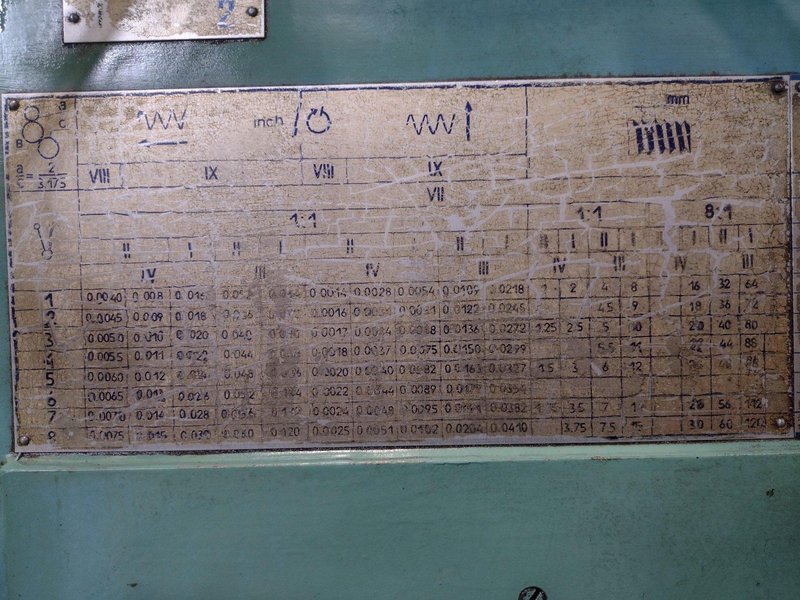 a
c
B
inch /
mm
a/c = 2/3.175
VIII IX VIII IX
VII
1:1 1:1 8:1
II I II I II II I II I II I II I
IV III IV III IV III IV III
1 0.0040 0.008 0.016 0.0014 0.0028 0.0054 0.0109 0.0218 1 2 4 8 16 32 64
2 0.0045 0.009 0.018 0.0016 0.0122 0.0245 4.5 9 18 36 72
3 0.0050 0.010 0.020 0.040 0.0017 0.0034 0.0068 0.0136 0.0272 1.25 2.5 5 10 20 40 80
4 0.0055 0.011 0.044 0.0018 0.0037 0.0075 0.0150 0.0299 5.5 11 22 44 88
5 0.0060 0.012 0.048 0.0020 0.0040 0.0082 0.0163 0.0327 1.5 3 6 12
6 0.0065 0.026 0.052 0.0022 0.0044 0.0089
7 0.0070 0.014 0.028 0.0024 0.0048 0.0095 0.0382 3.5 7 28 56 112
8 0.0075 0.015 0.030 0.060 0.120 0.0025 0.0051 0.0102 0.0204 0.0410 3.75 7.5 15 30 60 120